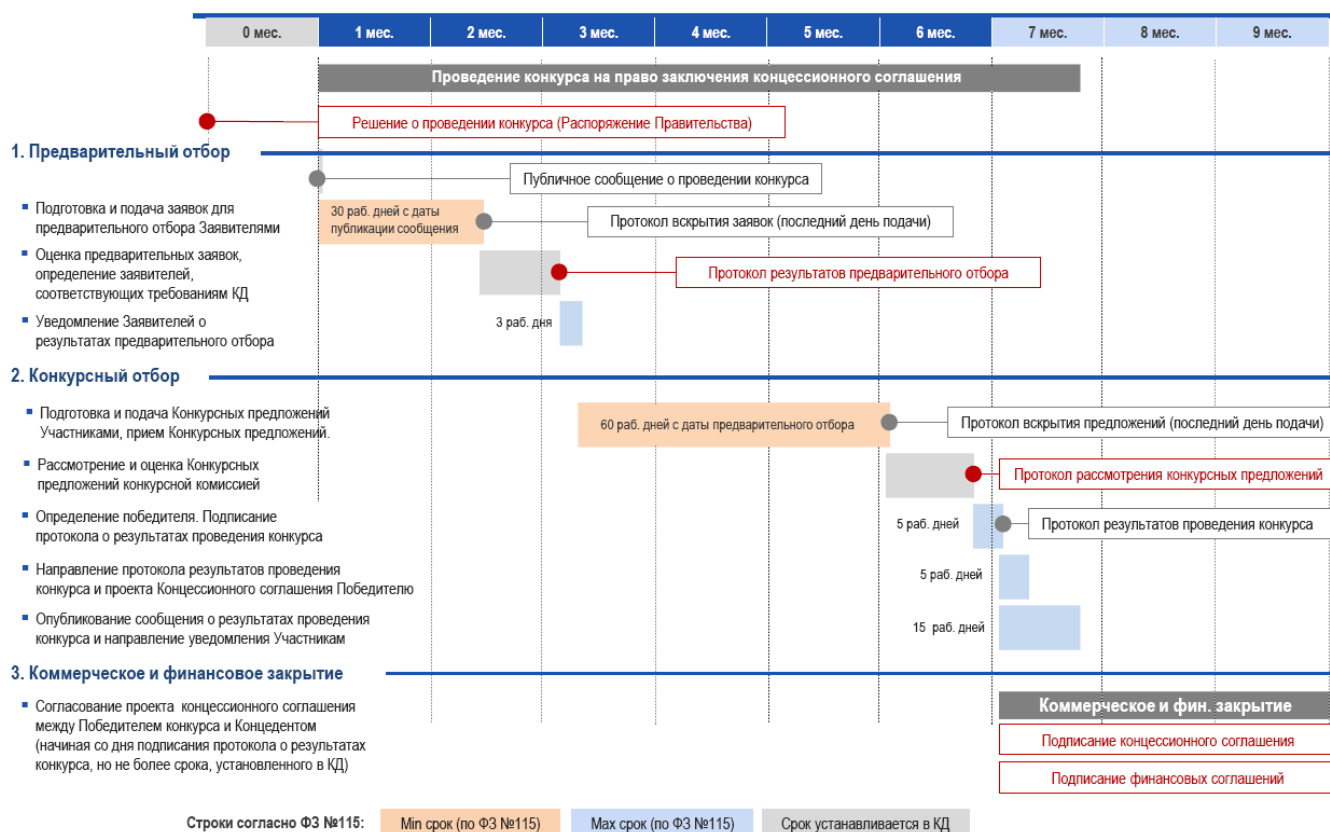 0 мес.
1 мес.
2 мес.
3 мес.
4 мес.
5 мес.
6 мес.
7 мес.
8 мес.
9 мес.
Проведение конкурса на право заключения концессионного соглашения
Решение о проведении конкурса (Распоряжение Правительства)
1. Предварительный отбор
Публичное сообщение о проведении конкурса
▪ Подготовка и подача заявок для
предварительного отбора Заявителями
30 раб. дней с даты
публикации сообщения
Протокол вскрытия заявок (последний день подачи)
▪ Оценка предварительных заявок,
определение заявителей,
соответствующих требованиям КД
Протокол результатов предварительного отбора
▪ Уведомление Заявителей о
результатах предварительного отбора
3 раб. дня
2. Конкурсный отбор
▪ Подготовка и подача Конкурсных предложений
Участниками, прием Конкурсных предложений.
60 раб. дней с даты предварительного отбора
Протокол вскрытия предложений (последний день подачи)
▪ Рассмотрение и оценка Конкурсных
предложений конкурсной комиссией
Протокол рассмотрения конкурсных предложений
▪ Определение победителя. Подписание
протокола о результатах проведения конкурса
5 раб. дней
Протокол результатов проведения конкурса
▪ Направление протокола результатов проведения
конкурса и проекта Концессионного соглашения Победителю
5 раб. дней
▪ Опубликование сообщения о результатах проведения
конкурса и направление уведомления Участникам
15 раб. дней
3. Коммерческое и финансовое закрытие
▪ Согласование проекта концессионного соглашения
между Победителем конкурса и Концедентом
(начиная со дня подписания протокола о результатах
конкурса, но не более срока, установленного в КД)
Коммерческое и фин. закрытие
Подписание концессионного соглашения
Подписание финансовых соглашений
Строки согласно ФЗ №115:
Min срок (по ФЗ №115)
Max срок (по ФЗ №115)
Срок устанавливается в КД